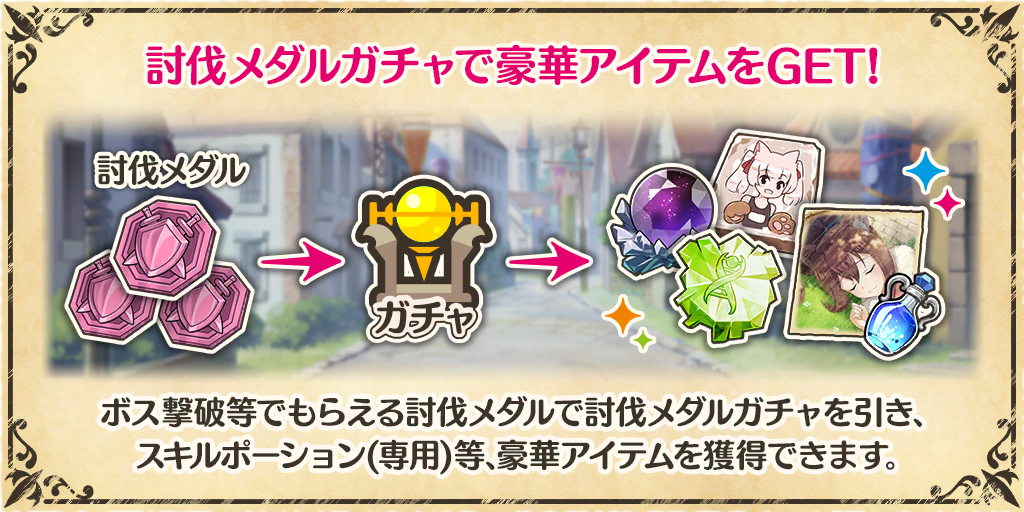 討伐メダルガチャで豪華アイテムをGET!
討伐メダル
ガチャ
ボス撃破等でもらえる討伐メダルで討伐メダルガチャを引き、
スキルポーション(専用)等、豪華アイテムを獲得できます。